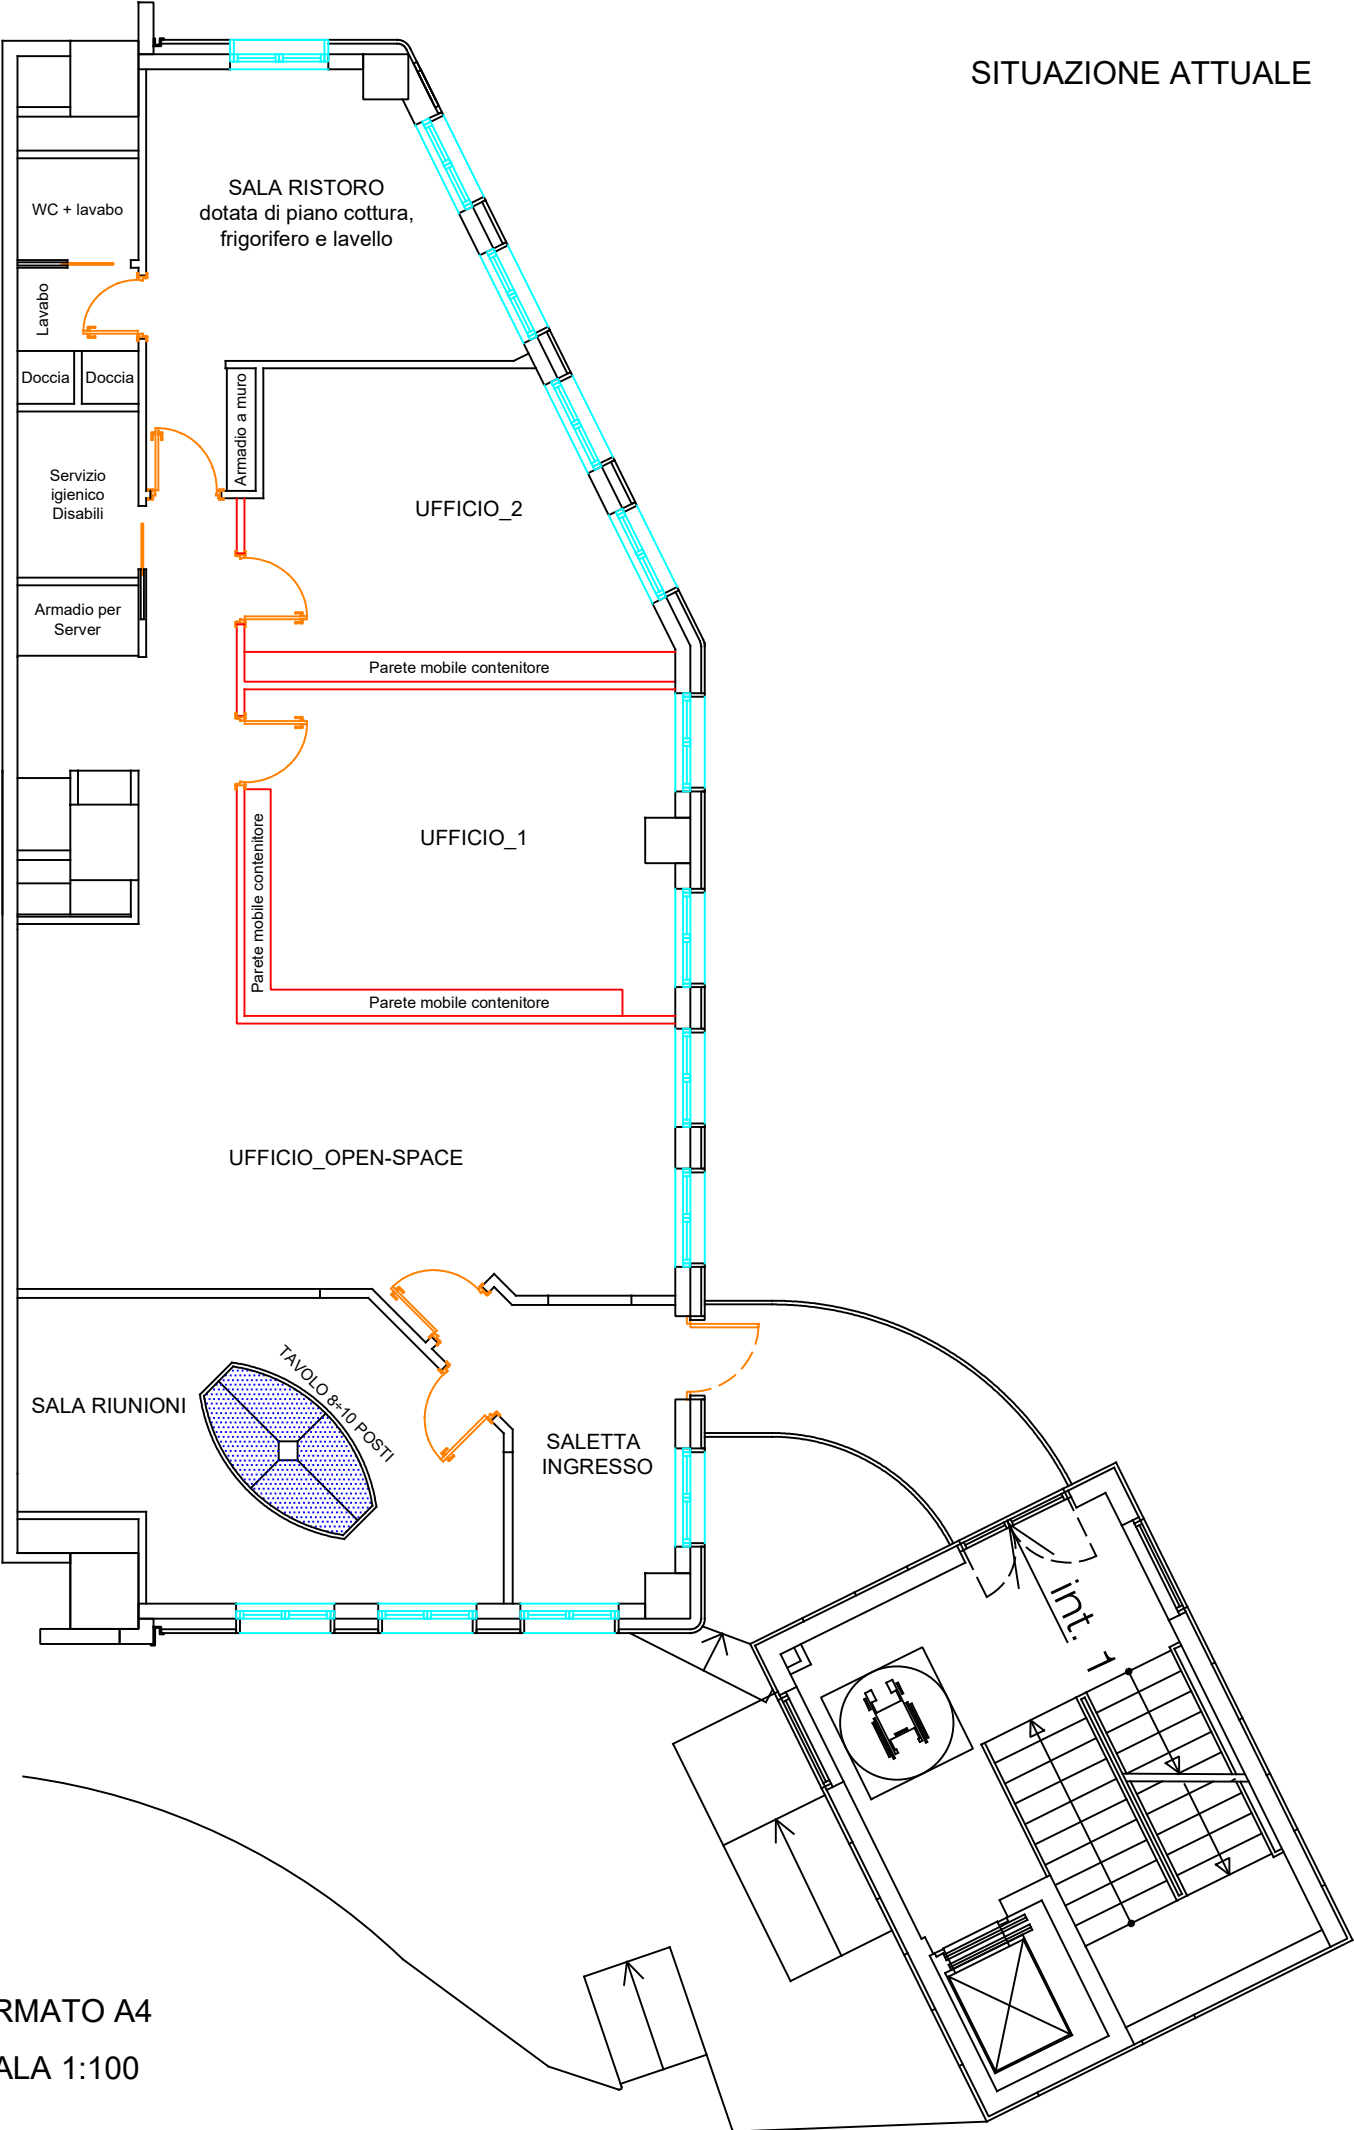 SITUAZIONE ATTUALE
SALA RISTORO
dotata di piano cottura,
frigorifero e lavello
WC + lavabo
Lavabo
Doccia
Doccia
Armadio a muro
Servizio
igienico
Disabili
UFFICIO_2
Armadio per
Server
Parete mobile contenitore
UFFICIO_1
Parete mobile contenitore
Parete mobile contenitore
UFFICIO_OPEN-SPACE
TAVOLO 8÷10 POSTI
SALA RIUNIONI
SALETTA
INGRESSO
int. 1
RMATO A4
ALA 1:100